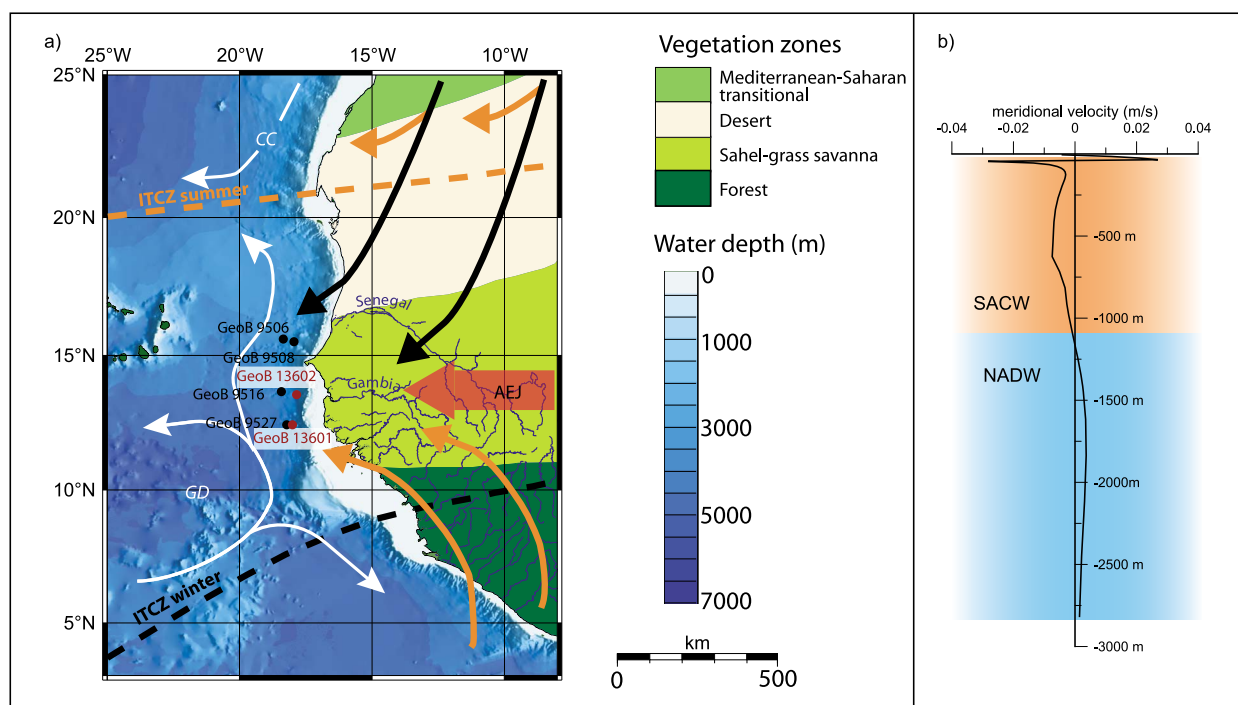 a)
25°W
20°W
15°W
10°W
25°N
20°N
15°N
10°N
5°N
CC
ITCZ summer
Senegal
GeoB 9506
GeoB 9508
GeoB 13602
Gambia
GeoB 9516
AEJ
GeoB 9527
GeoB 13601
GD
ITCZ winter
Vegetation zones
Mediterranean-Saharan
transitional
Desert
Sahel-grass savanna
Forest
Water depth (m)
0
1000
3000
5000
7000
km
0
500
b)
meridional velocity (m/s)
-0.04
-0.02
0
0.02
0.04
-500 m
SACW
-1000 m
NADW
-1500 m
-2000m
-2500 m
-3000 m